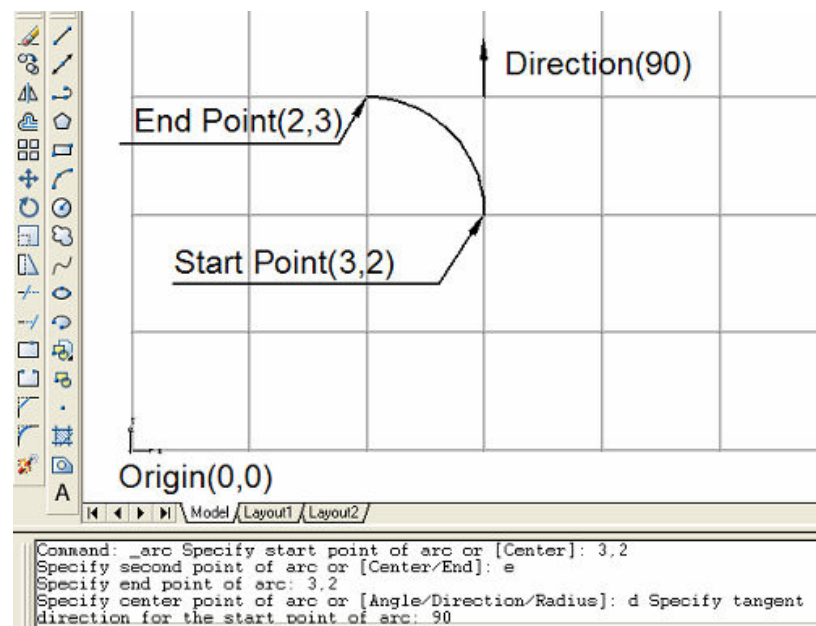 Direction(90)
End Point(2,3)
Start Point(3,2)
Origin(0,0)
A
Model Layout1 Layout2
Command: _arc Specify start point of arc or [Center]: 3,2
Specify second point of arc or [Center/End]: e
Specify end point of arc: 3,2
Specify center point of arc or [Angle/Direction/Radius]: d Specify tangent
direction for the start point of arc: 90